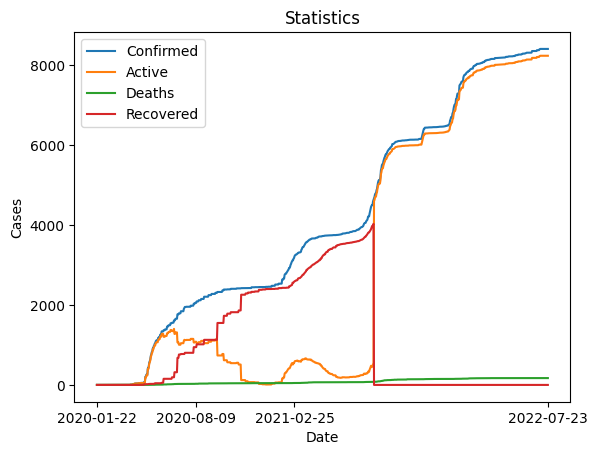 Statistics
Confirmed
Active
Deaths
Recovered
8000
6000
4000
2000
0
Cases
2020-01-22
2020-08-09
2021-02-25
2022-07-23
Date